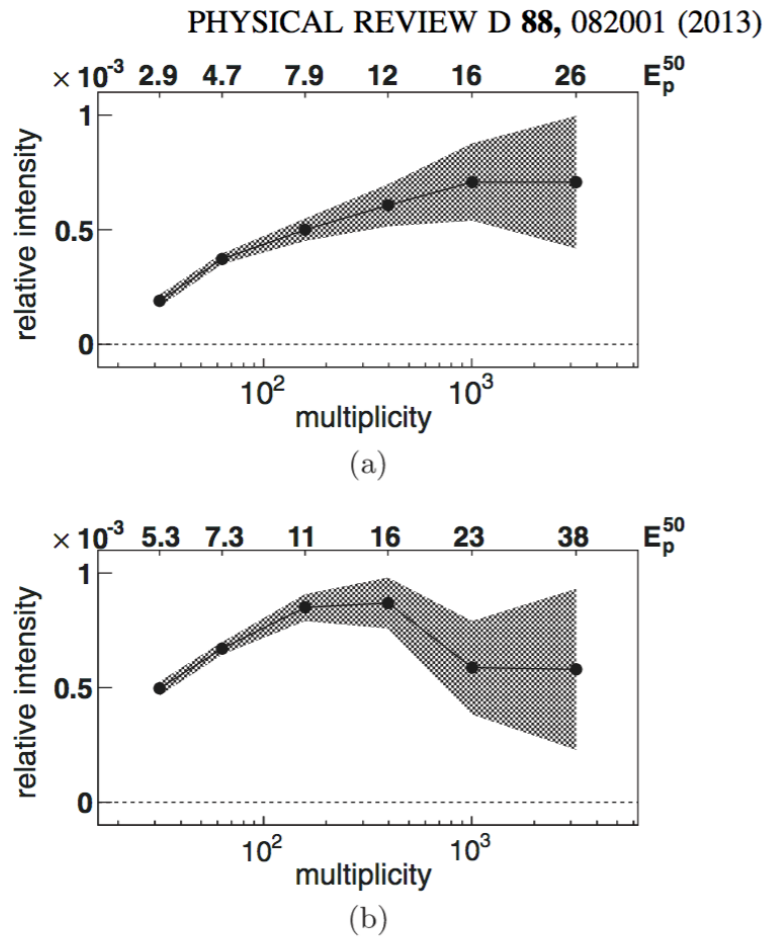 PHYSICAL REVIEW D 88, 082001 (2013)
× 10⁻³ 2.9 4.7 7.9 12 16 26 E_p^50
1
0.5
0
relative intensity
10² 10³
multiplicity
(a)
× 10⁻³ 5.3 7.3 11 16 23 38 E_p^50
1
0.5
0
relative intensity
10² 10³
multiplicity
(b)